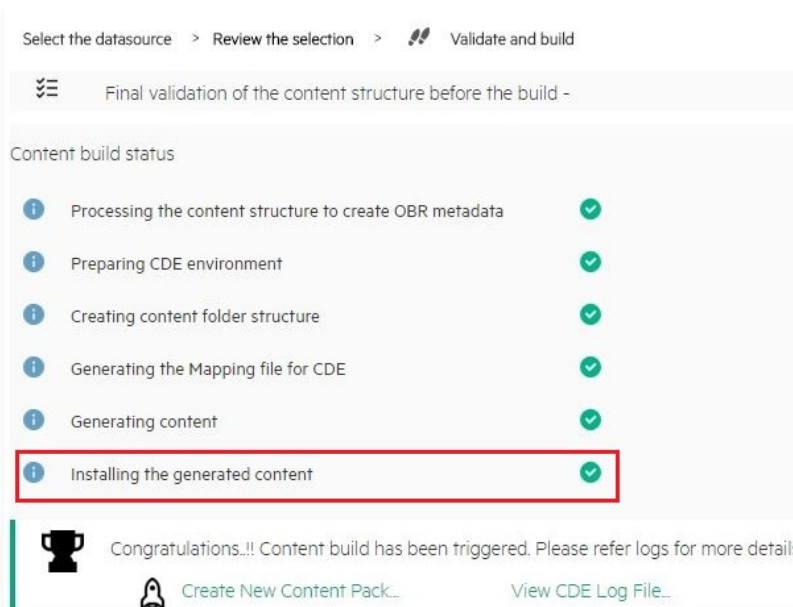 Select the datasource > Review the selection > Validate and build
Final validation of the content structure before the build -
Content build status
Processing the content structure to create OBR metadata
Preparing CDE environment
Creating content folder structure
Generating the Mapping file for CDE
Generating content
Installing the generated content
Congratulations..!! Content build has been triggered. Please refer logs for more details
Create New Content Pack... View CDE Log File...